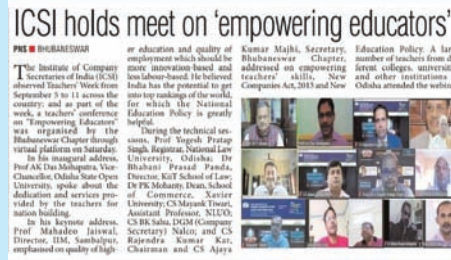 ICSI holds meet on ‘empowering educators’
PNS ■ BHUBANESWAR
The Institute of Company
Secretaries of India (ICSI)
observed Teachers' Week from
September 5 to 11 across the
country; and as part of the
week, a teachers' conference
on "Empowering Educators"
was organised by the
Bhubaneswar Chapter through
virtual platform on Saturday.
In his inaugural address,
Prof AK Das Mohapatra, Vice-
Chancellor, Odisha State Open
University, spoke about the
dedication and services pro-
vided by the teachers for
nation building.
In his keynote address,
Prof Mahadeo Jaiswal,
Director, IIM, Sambalpur,
emphasised on quality of high-
er education and quality of
employment which should be
more innovation-based and
less labour-based. He believed
India has the potential to get
into top rankings of the world,
for which the National
Education Policy is greatly
helpful.
During the technical ses-
sions, Prof Yogesh Pratap
Singh, Registrar, National Law
University, Odisha; Dr
Bhabani Prasad Panda,
Director, KiiT School of Law;
Dr PK Mohanty, Dean, School
of Commerce, Xavier
University; CS Mayank Tiwari,
Assistant Professor, NLUO;
CS BK Sahu, DGM (Company
Secretary) Nalco; and CS
Rajendra Kumar Kar,
Chairman and CS Ajaya
Kumar Majhi, Secretary,
Bhubaneswar Chapter,
addressed on empowering
teachers' skills, New
Companies Act, 2013 and New
Education Policy. A lar
number of teachers from d
ferent colleges, universiti
and other institutions
Odisha attended the webin